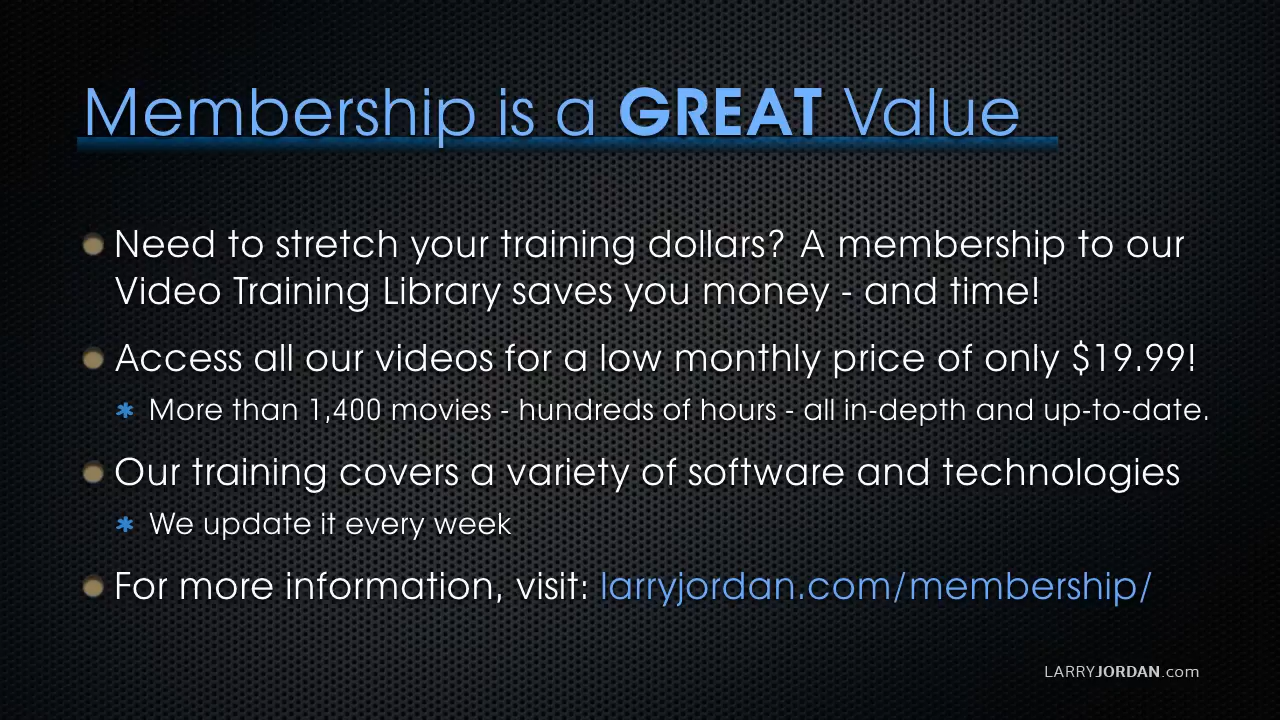 Membership is a GREAT Value
Need to stretch your training dollars? A membership to our
Video Training Library saves you money - and time!
Access all our videos for a low monthly price of only $19.99!
More than 1,400 movies - hundreds of hours - all in-depth and up-to-date.
Our training covers a variety of software and technologies
We update it every week
For more information, visit: larryjordan.com/membership/
LARRYJORDAN.com